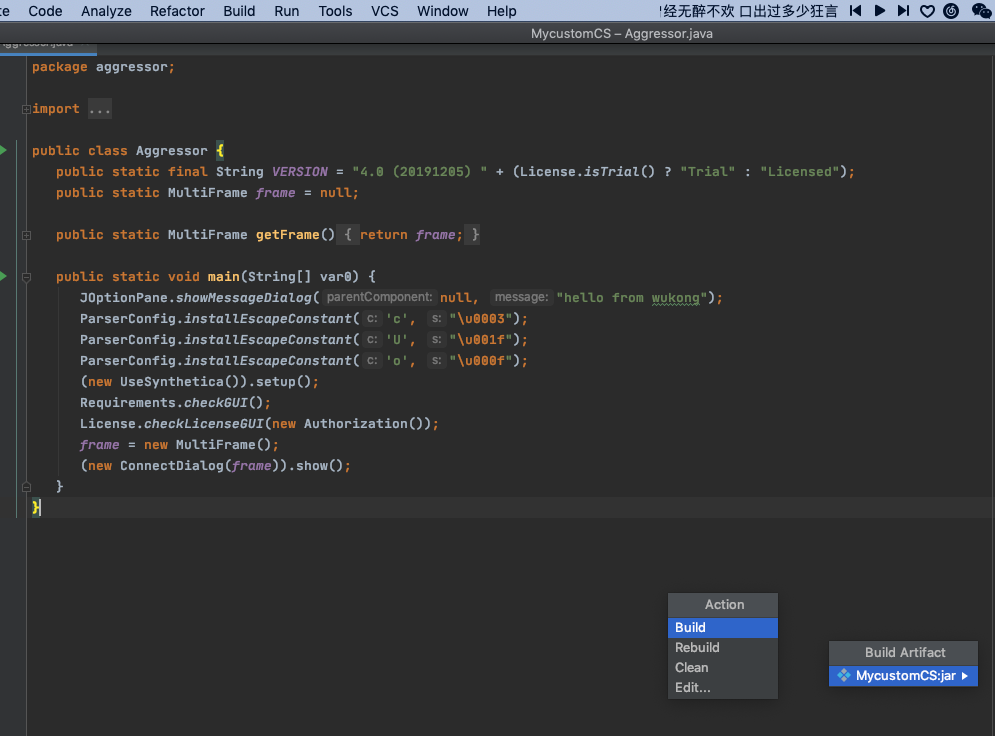 Code Analyze Refactor Build Run Tools VCS Window Help 经无醉不欢 口出过多少狂言
MycustomCS – Aggressor.java
Aggressor.java
package aggressor;
import ...
public class Aggressor {
public static final String VERSION = "4.0 (20191205) " + (License.isTrial() ? "Trial" : "Licensed");
public static MultiFrame frame = null;
public static MultiFrame getFrame() { return frame; }
public static void main(String[] var0) {
JOptionPane.showMessageDialog( parentComponent: null, message: "hello from wukong");
ParserConfig.installEscapeConstant( c: 'c', s: "\u0003");
ParserConfig.installEscapeConstant( c: 'U', s: "\u001f");
ParserConfig.installEscapeConstant( c: 'o', s: "\u000f");
(new UseSynthetica()).setup();
Requirements.checkGUI();
License.checkLicenseGUI(new Authorization());
frame = new MultiFrame();
(new ConnectDialog(frame)).show();
}
}
Action
Build
Rebuild
Clean
Edit...
Build Artifact
MycustomCS:jar